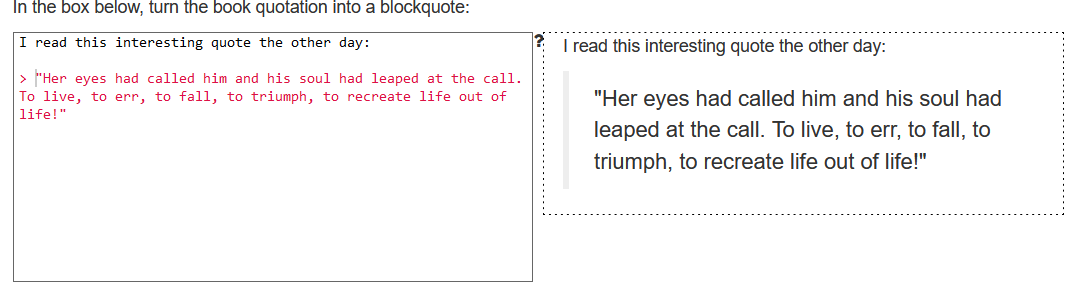 In the box below, turn the book quotation into a blockquote:
I read this interesting quote the other day:
> "Her eyes had called him and his soul had leaped at the call.
To live, to err, to fall, to triumph, to recreate life out of
life!"
?
I read this interesting quote the other day:
"Her eyes had called him and his soul had
leaped at the call. To live, to err, to fall, to
triumph, to recreate life out of life!"